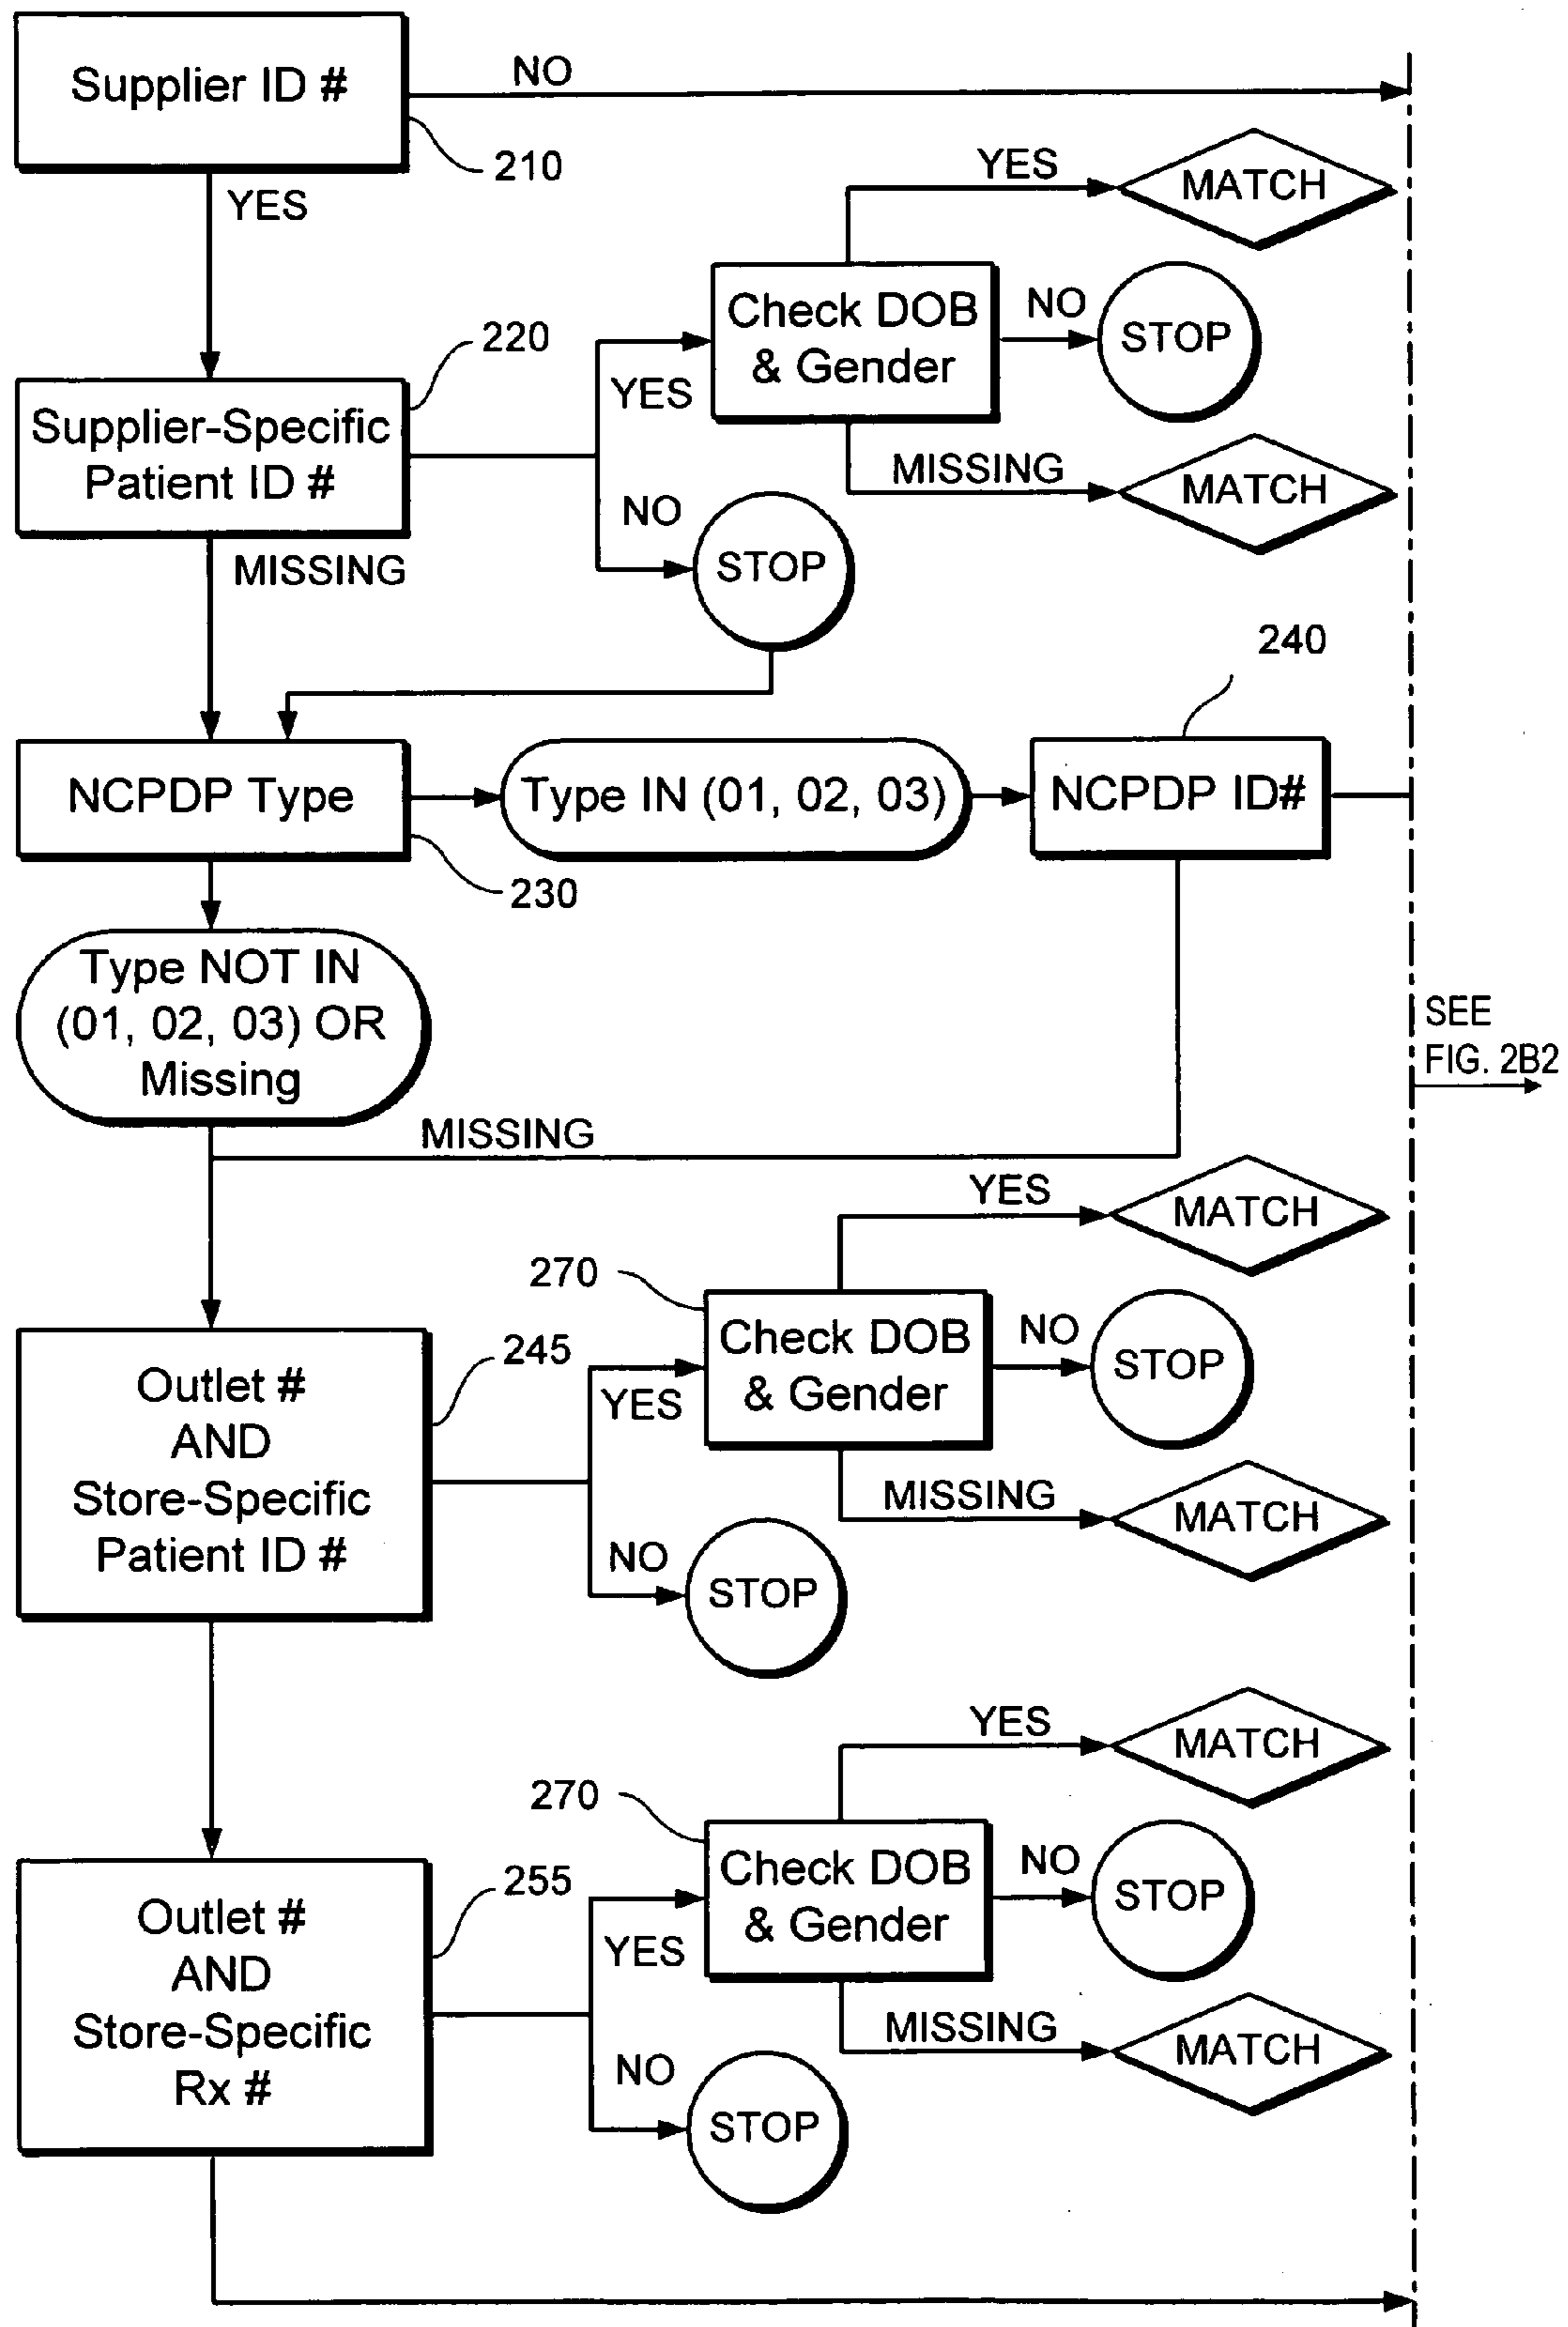 Supplier ID #
NO
210
YES
YES
MATCH
Check DOB
& Gender
NO
STOP
220
YES
Supplier-Specific
Patient ID #
MISSING
MATCH
NO
STOP
MISSING
240
NCPDP Type
Type IN (01, 02, 03)
NCPDP ID#
230
Type NOT IN
(01, 02, 03) OR
Missing
SEE
FIG. 2B2
MISSING
YES
MATCH
270
Check DOB
& Gender
NO
STOP
245
YES
Outlet #
AND
Store-Specific
Patient ID #
MISSING
MATCH
NO
STOP
YES
MATCH
270
Check DOB
& Gender
NO
STOP
255
YES
Outlet #
AND
Store-Specific
Rx #
MISSING
MATCH
NO
STOP